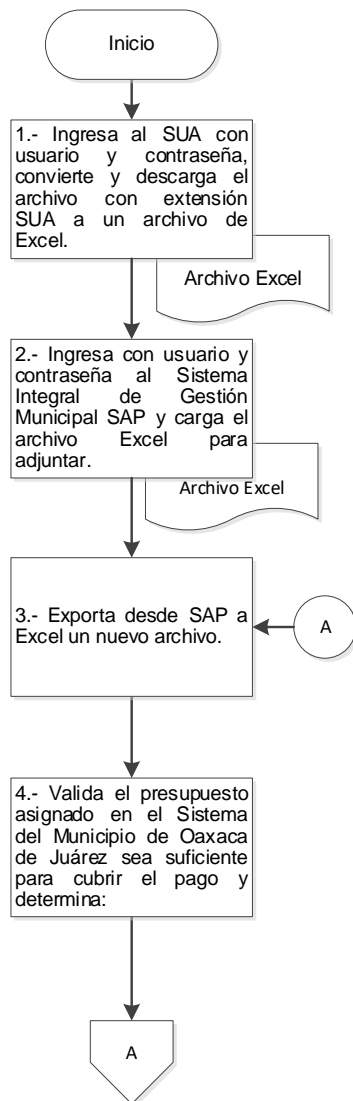 Inicio
1.- Ingresa al SUA con
usuario y contraseña,
convierte y descarga el
archivo con extensión
SUA a un archivo de
Excel.
Archivo Excel
2.- Ingresa con usuario y
contraseña al Sistema
Integral de Gestión
Municipal SAP y carga el
archivo Excel para
adjuntar.
Archivo Excel
3.- Exporta desde SAP a
Excel un nuevo archivo.
A
4.- Valida el presupuesto
asignado en el Sistema
del Municipio de Oaxaca
de Juárez sea suficiente
para cubrir el pago y
determina:
A